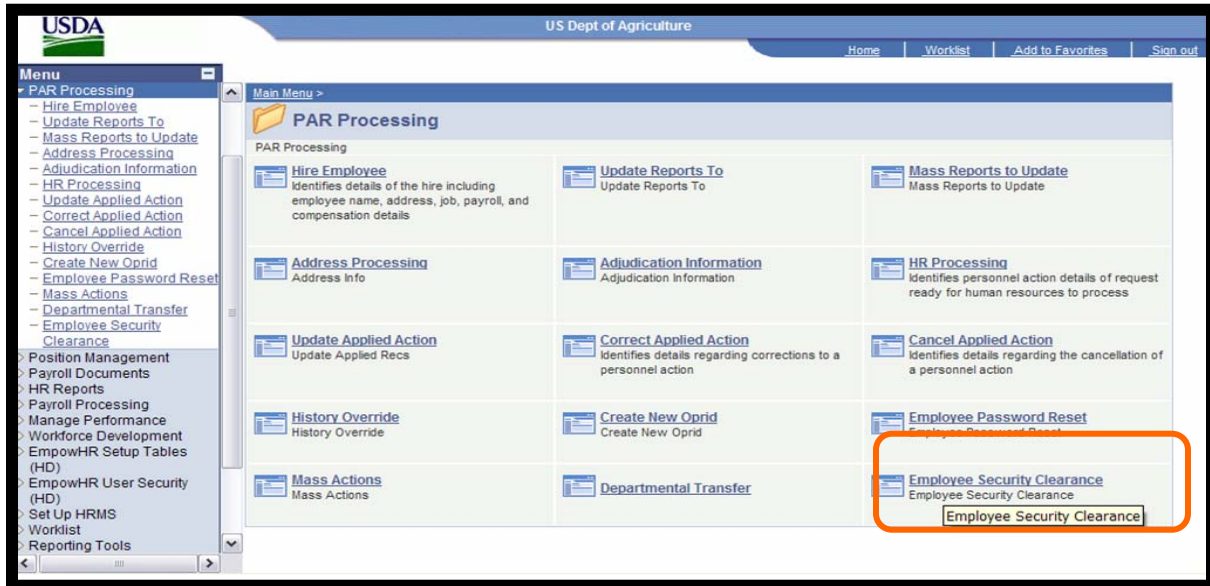 USDA
US Dept of Agriculture
Home
Worklist
Add to Favorites
Sign out
Menu
PAR Processing
Hire Employee
Update Reports To
Mass Reports to Update
Address Processing
Adjudication Information
HR Processing
Update Applied Action
Correct Applied Action
Cancel Applied Action
History Override
Create New Oprid
Employee Password Reset
Mass Actions
Departmental Transfer
Employee Security
Clearance
Position Management
Payroll Documents
HR Reports
Payroll Processing
Manage Performance
Workforce Development
EmpowHR Setup Tables
(HD)
EmpowHR User Security
(HD)
Set Up HRMS
Worklist
Reporting Tools
Main Menu >
PAR Processing
PAR Processing
Hire Employee
Identifies details of the hire including
employee name, address, job, payroll, and
compensation details
Update Reports To
Update Reports To
Mass Reports to Update
Mass Reports to Update
Address Processing
Address Info
Adjudication Information
Adjudication Information
HR Processing
Identifies personnel action details of request
ready for human resources to process
Update Applied Action
Update Applied Recs
Correct Applied Action
Identifies details regarding corrections to a
personnel action
Cancel Applied Action
Identifies details regarding the cancellation of
a personnel action
History Override
History Override
Create New Oprid
Create New Oprid
Employee Password Reset
Employee Password Reset
Mass Actions
Mass Actions
Departmental Transfer
Employee Security Clearance
Employee Security Clearance
Employee Security Clearance